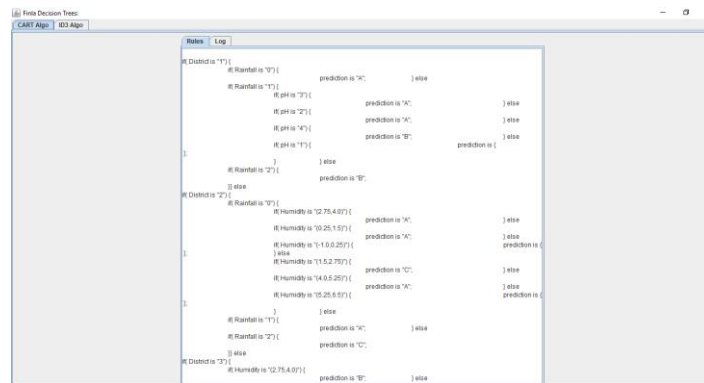 Finla Decision Trees:
CART Algo ID3 Algo
Rules Log
if( District is "1") {
if( Rainfall is "0") {
prediction is "A"; } else
if( Rainfall is "1") {
if( pH is "3") {
prediction is "A"; } else
if( pH is "2") {
prediction is "A"; } else
if( pH is "4") {
prediction is "B"; } else
if( pH is "1") { prediction is {
};
} } else
if( Rainfall is "2") {
prediction is "B";
}} else
if( District is "2") {
if( Rainfall is "0") {
if( Humidity is "(2.75,4.0)") {
prediction is "A"; } else
if( Humidity is "(0.25,1.5)") {
prediction is "A"; } else
if( Humidity is "(-1.0,0.25)") { prediction is {
}; } else
if( Humidity is "(1.5,2.75)") {
prediction is "C"; } else
if( Humidity is "(4.0,5.25)") {
prediction is "A"; } else
if( Humidity is "(5.25,6.5)") { prediction is {
};
} } else
if( Rainfall is "1") {
prediction is "A"; } else
if( Rainfall is "2") {
prediction is "C";
}} else
if( District is "3") {
if( Humidity is "(2.75,4.0)") {
prediction is "B"; } else